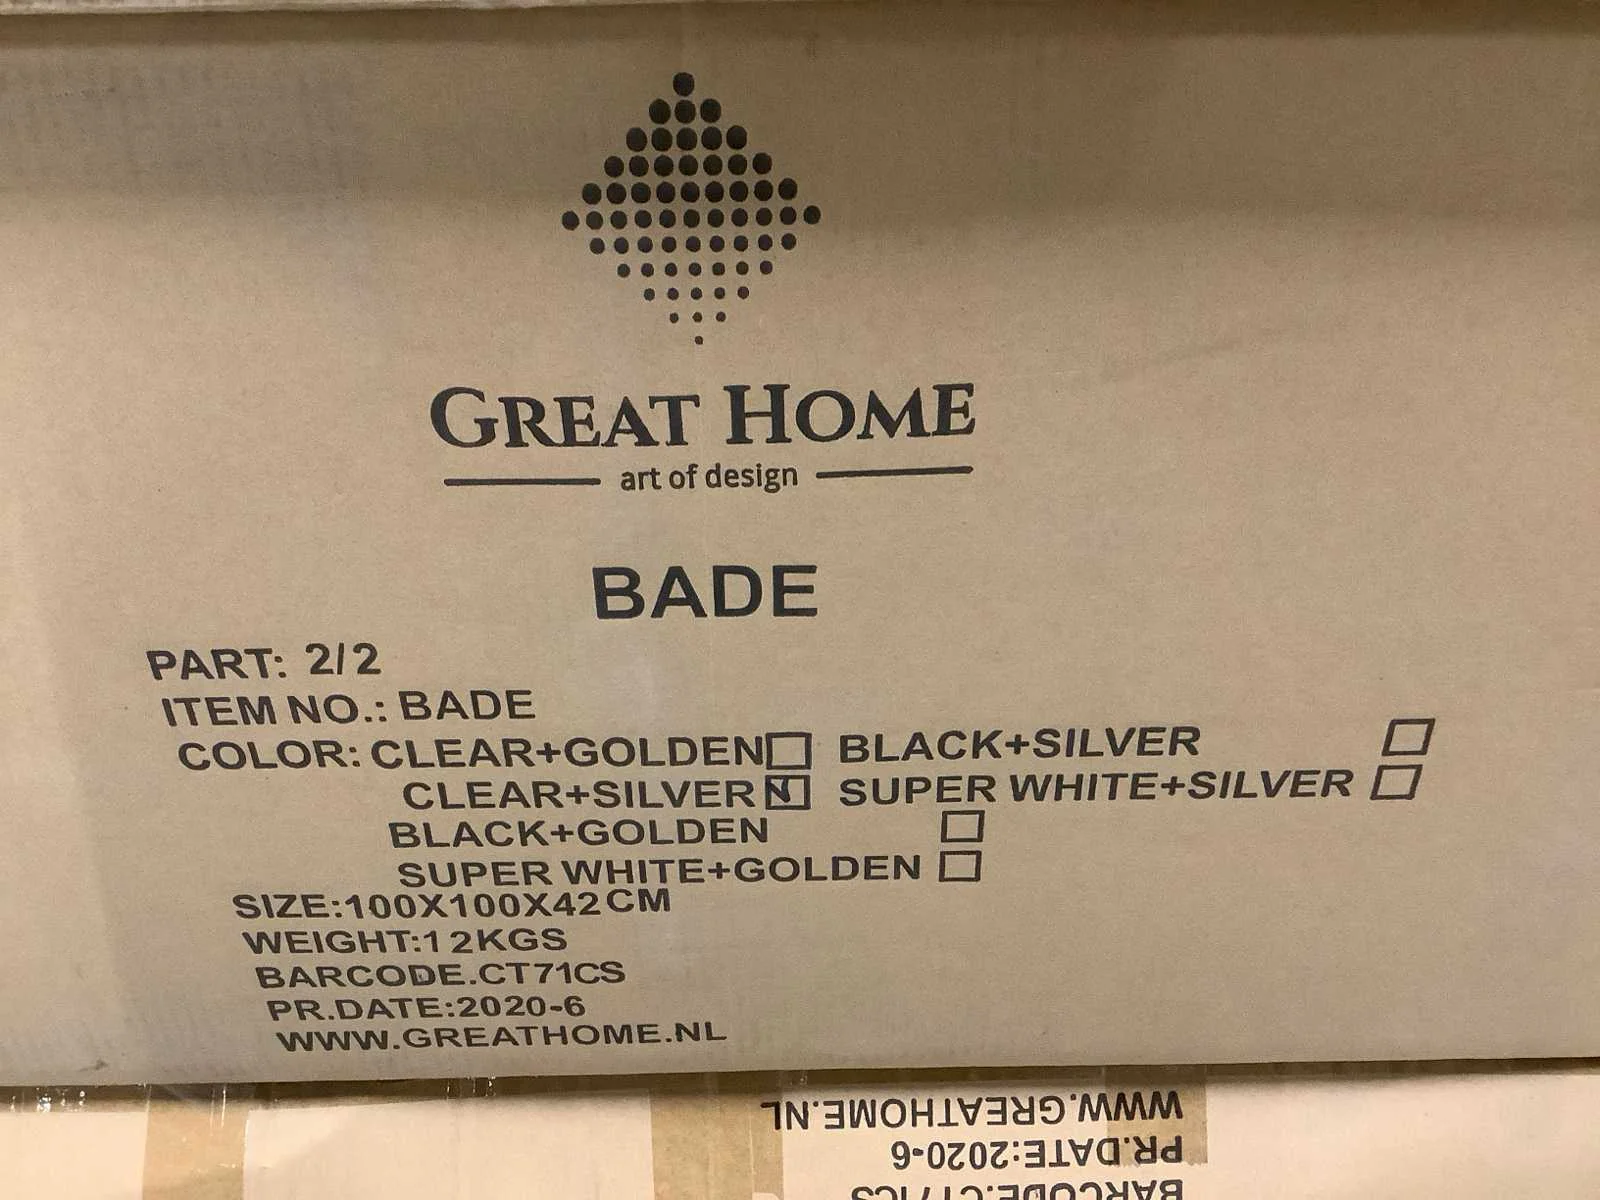 GREAT HOME
art of design
BADE
PART: 2/2
ITEM NO.: BADE
COLOR: CLEAR+GOLDEN☐ BLACK+SILVER ☐
CLEAR+SILVER☑ SUPER WHITE+SILVER ☐
BLACK+GOLDEN ☐
SUPER WHITE+GOLDEN ☐
SIZE:100X100X42CM
WEIGHT:12KGS
BARCODE.CT71CS
PR.DATE:2020-6
WWW.GREATHOME.NL
WWW.GREATHOME.NL
PR.DATE:2020-6
BARCODE.CT71CS